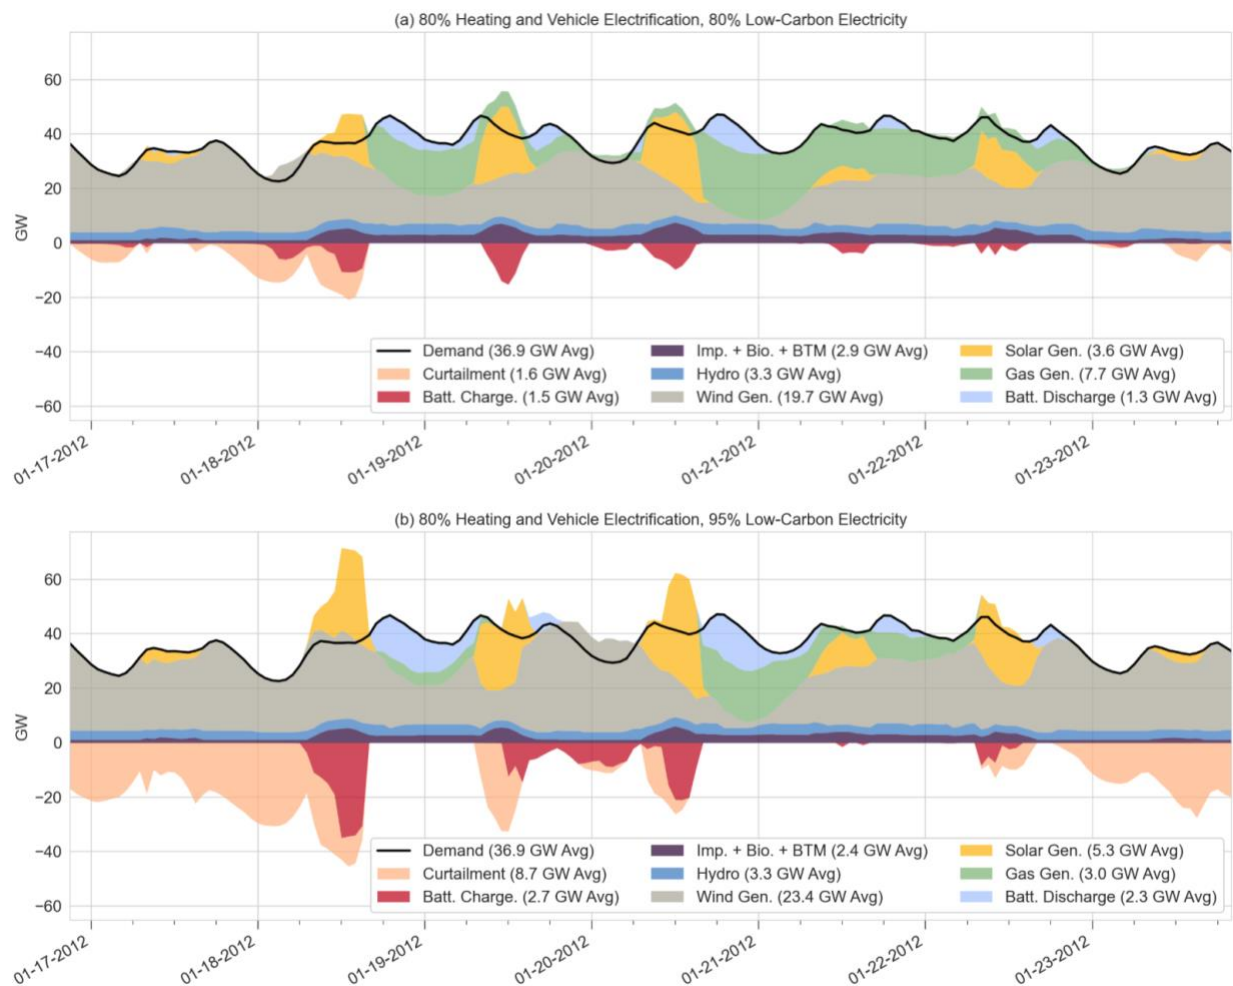 (a) 80% Heating and Vehicle Electrification, 80% Low-Carbon Electricity
60
40
20
0
−20
−40
−60
GW
Demand (36.9 GW Avg)
Curtailment (1.6 GW Avg)
Batt. Charge. (1.5 GW Avg)
Imp. + Bio. + BTM (2.9 GW Avg)
Hydro (3.3 GW Avg)
Wind Gen. (19.7 GW Avg)
Solar Gen. (3.6 GW Avg)
Gas Gen. (7.7 GW Avg)
Batt. Discharge (1.3 GW Avg)
01-17-2012
01-18-2012
01-19-2012
01-20-2012
01-21-2012
01-22-2012
01-23-2012
(b) 80% Heating and Vehicle Electrification, 95% Low-Carbon Electricity
60
40
20
0
−20
−40
−60
GW
Demand (36.9 GW Avg)
Curtailment (8.7 GW Avg)
Batt. Charge. (2.7 GW Avg)
Imp. + Bio. + BTM (2.4 GW Avg)
Hydro (3.3 GW Avg)
Wind Gen. (23.4 GW Avg)
Solar Gen. (5.3 GW Avg)
Gas Gen. (3.0 GW Avg)
Batt. Discharge (2.3 GW Avg)
01-17-2012
01-18-2012
01-19-2012
01-20-2012
01-21-2012
01-22-2012
01-23-2012